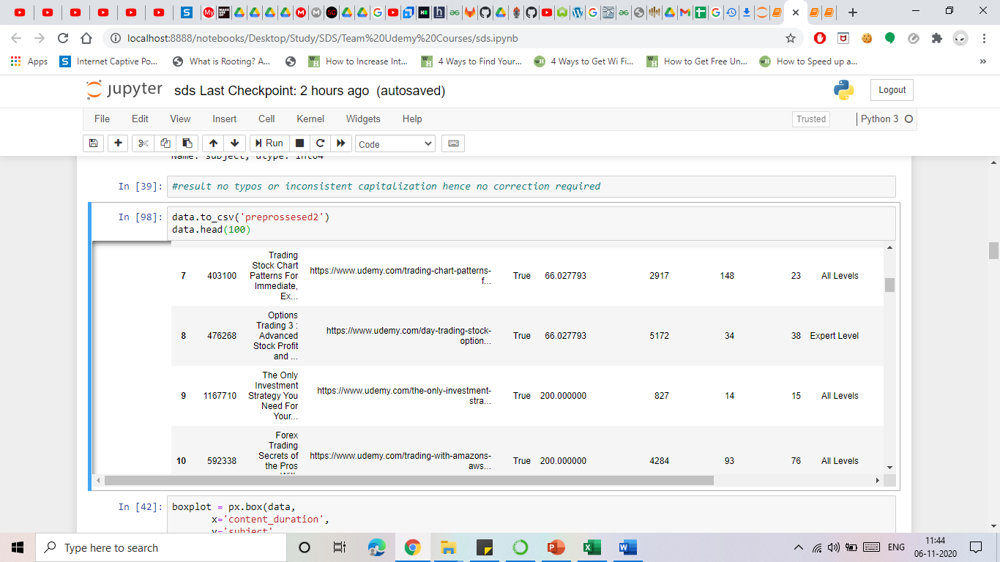 localhost:8888/notebooks/Desktop/Study/SDS/Team%20Udemy%20Courses/sds.ipynb
Apps
Internet Captive Po...
What is Rooting? A...
How to Increase Int...
4 Ways to Find Your...
4 Ways to Get Wi Fi...
How to Get Free Un...
How to Speed up a...
»
jupyter sds Last Checkpoint: 2 hours ago (autosaved)
Logout
File Edit View Insert Cell Kernel Widgets Help
Trusted
Python 3
Run
Code
Name: subject, dtype: int64
In [39]: #result no typos or inconsistent capitalization hence no correction required
In [98]: data.to_csv('preprossesed2')
data.head(100)
Trading
Stock Chart
7 403100 Patterns For https://www.udemy.com/trading-chart-patterns- True 66.027793 2917 148 23 All Levels
f...
Immediate,
Ex...
Options
Trading 3 :
8 476268 Advanced https://www.udemy.com/day-trading-stock- True 66.027793 5172 34 38 Expert Level
option...
Stock Profit
and ...
The Only
Investment
9 1167710 Strategy You https://www.udemy.com/the-only-investment- True 200.000000 827 14 15 All Levels
stra...
Need For
Your...
Forex
Trading
10 592338 Secrets of https://www.udemy.com/trading-with-amazons- True 200.000000 4284 93 76 All Levels
aws...
the Pros
With
In [42]: boxplot = px.box(data,
x='content_duration',
y='subject'
Type here to search
ENG
11:44
06-11-2020